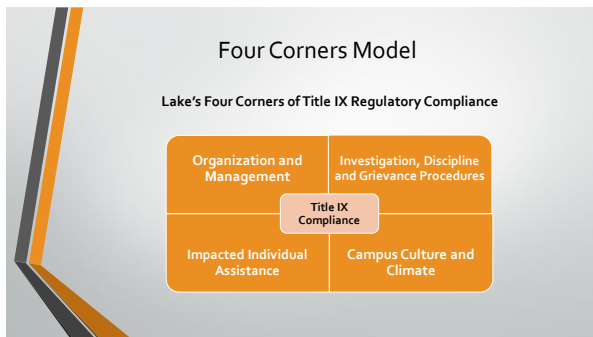 Four Corners Model
Lake's Four Corners of Title IX Regulatory Compliance
Organization and
Management
Investigation, Discipline
and Grievance Procedures
Title IX
Compliance
Impacted Individual
Assistance
Campus Culture and
Climate